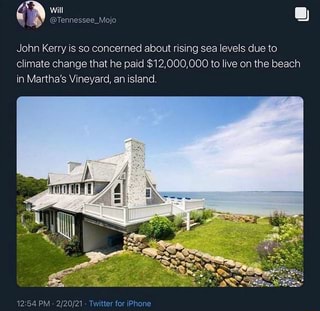 Will
@Tennessee_Mojo
John Kerry is so concerned about rising sea levels due to
climate change that he paid $12,000,000 to live on the beach
in Martha's Vineyard, an island.
12:54 PM · 2/20/21 · Twitter for iPhone